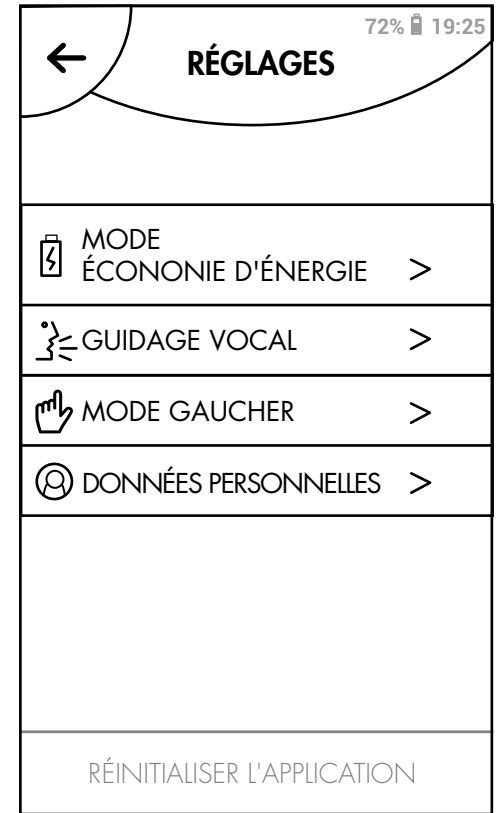 72% 19:25
RÉGLAGES
MODE
ÉCONONIE D'ÉNERGIE >
GUIDAGE VOCAL >
MODE GAUCHER >
DONNÉES PERSONNELLES >
RÉINITIALISER L'APPLICATION